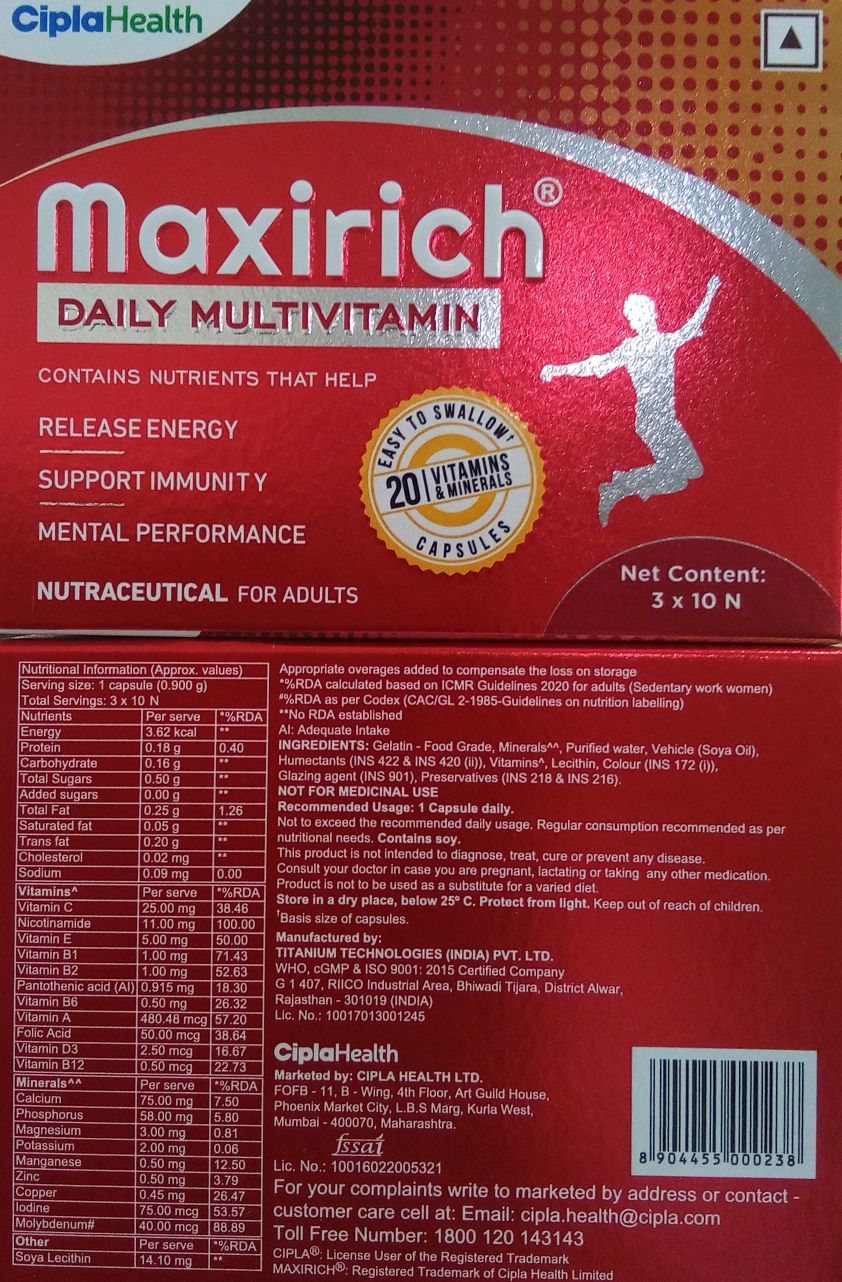 CiplaHealth
Maxirich®
DAILY MULTIVITAMIN
CONTAINS NUTRIENTS THAT HELP
RELEASE ENERGY
SUPPORT IMMUNITY
MENTAL PERFORMANCE
NUTRACEUTICAL FOR ADULTS
EASY TO SWALLOW†
20 | VITAMINS
& MINERALS
CAPSULES
Net Content:
3 x 10 N
Nutritional Information (Approx. values)
Serving size: 1 capsule (0.900 g)
Total Servings: 3 x 10 N
Nutrients Per serve *%RDA
Energy 3.62 kcal **
Protein 0.18 g 0.40
Carbohydrate 0.16 g **
Total Sugars 0.50 g **
Added sugars 0.00 g **
Total Fat 0.25 g 1.26
Saturated fat 0.05 g **
Trans fat 0.20 g **
Cholesterol 0.02 mg **
Sodium 0.09 mg 0.00
Vitamins^ Per serve *%RDA
Vitamin C 25.00 mg 38.46
Nicotinamide 11.00 mg 100.00
Vitamin E 5.00 mg 50.00
Vitamin B1 1.00 mg 71.43
Vitamin B2 1.00 mg 52.63
Pantothenic acid (AI) 0.915 mg 18.30
Vitamin B6 0.50 mg 26.32
Vitamin A 480.48 mcg 57.20
Folic Acid 50.00 mcg 38.64
Vitamin D3 2.50 mcg 16.67
Vitamin B12 0.50 mcg 22.73
Minerals^^ Per serve *%RDA
Calcium 75.00 mg 7.50
Phosphorus 58.00 mg 5.80
Magnesium 3.00 mg 0.81
Potassium 2.00 mg 0.06
Manganese 0.50 mg 12.50
Zinc 0.50 mg 3.79
Copper 0.45 mg 26.47
Iodine 75.00 mcg 53.57
Molybdenum# 40.00 mcg 88.89
Other Per serve *%RDA
Soya Lecithin 14.10 mg **
Appropriate overages added to compensate the loss on storage
*%RDA calculated based on ICMR Guidelines 2020 for adults (Sedentary work women)
#%RDA as per Codex (CAC/GL 2-1985-Guidelines on nutrition labelling)
**No RDA established
AI: Adequate Intake
INGREDIENTS: Gelatin - Food Grade, Minerals^^, Purified water, Vehicle (Soya Oil),
Humectants (INS 422 & INS 420 (ii)), Vitamins^, Lecithin, Colour (INS 172 (i)),
Glazing agent (INS 901), Preservatives (INS 218 & INS 216).
NOT FOR MEDICINAL USE
Recommended Usage: 1 Capsule daily.
Not to exceed the recommended daily usage. Regular consumption recommended as per
nutritional needs. Contains soy.
This product is not intended to diagnose, treat, cure or prevent any disease.
Consult your doctor in case you are pregnant, lactating or taking any other medication.
Product is not to be used as a substitute for a varied diet.
Store in a dry place, below 25º C. Protect from light. Keep out of reach of children.
†Basis size of capsules.
Manufactured by:
TITANIUM TECHNOLOGIES (INDIA) PVT. LTD.
WHO, cGMP & ISO 9001: 2015 Certified Company
G 1 407, RIICO Industrial Area, Bhiwadi Tijara, District Alwar,
Rajasthan - 301019 (INDIA)
Lic. No.: 10017013001245
CiplaHealth
Marketed by: CIPLA HEALTH LTD.
FOFB - 11, B - Wing, 4th Floor, Art Guild House,
Phoenix Market City, L.B.S Marg, Kurla West,
Mumbai - 400070, Maharashtra.
fssai
Lic. No.: 10016022005321
8 904455 000238
For your complaints write to marketed by address or contact -
customer care cell at: Email: cipla.health@cipla.com
Toll Free Number: 1800 120 143143
CIPLA®: License User of the Registered Trademark
MAXIRICH®: Registered Trademark of Cipla Health Limited